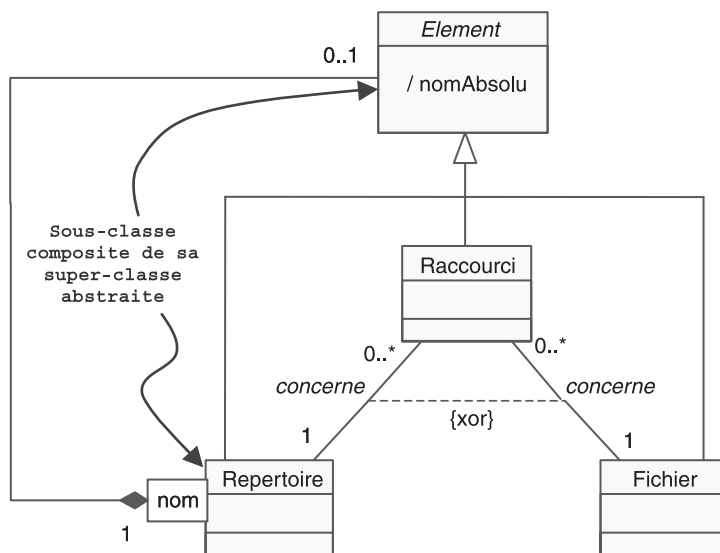 Element
0..1
/ nomAbsolu
Sous-classe
composite de sa
super-classe
abstraite
Raccourci
0..*
0..*
concerne
concerne
{xor}
1
1
Repertoire
Fichier
nom
1